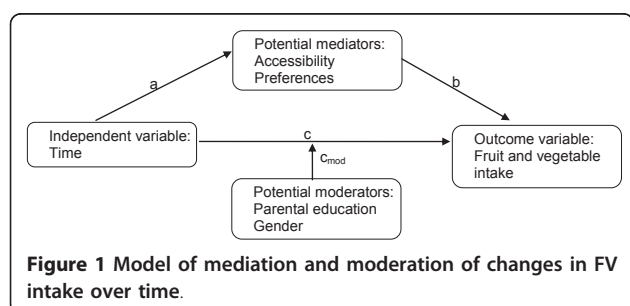 Potential mediators:
Accessibility
Preferences
a
b
Independent variable:
Time
c
Outcome variable:
Fruit and vegetable
intake
cmod
Potential moderators:
Parental education
Gender
Figure 1 Model of mediation and moderation of changes in FV
intake over time.